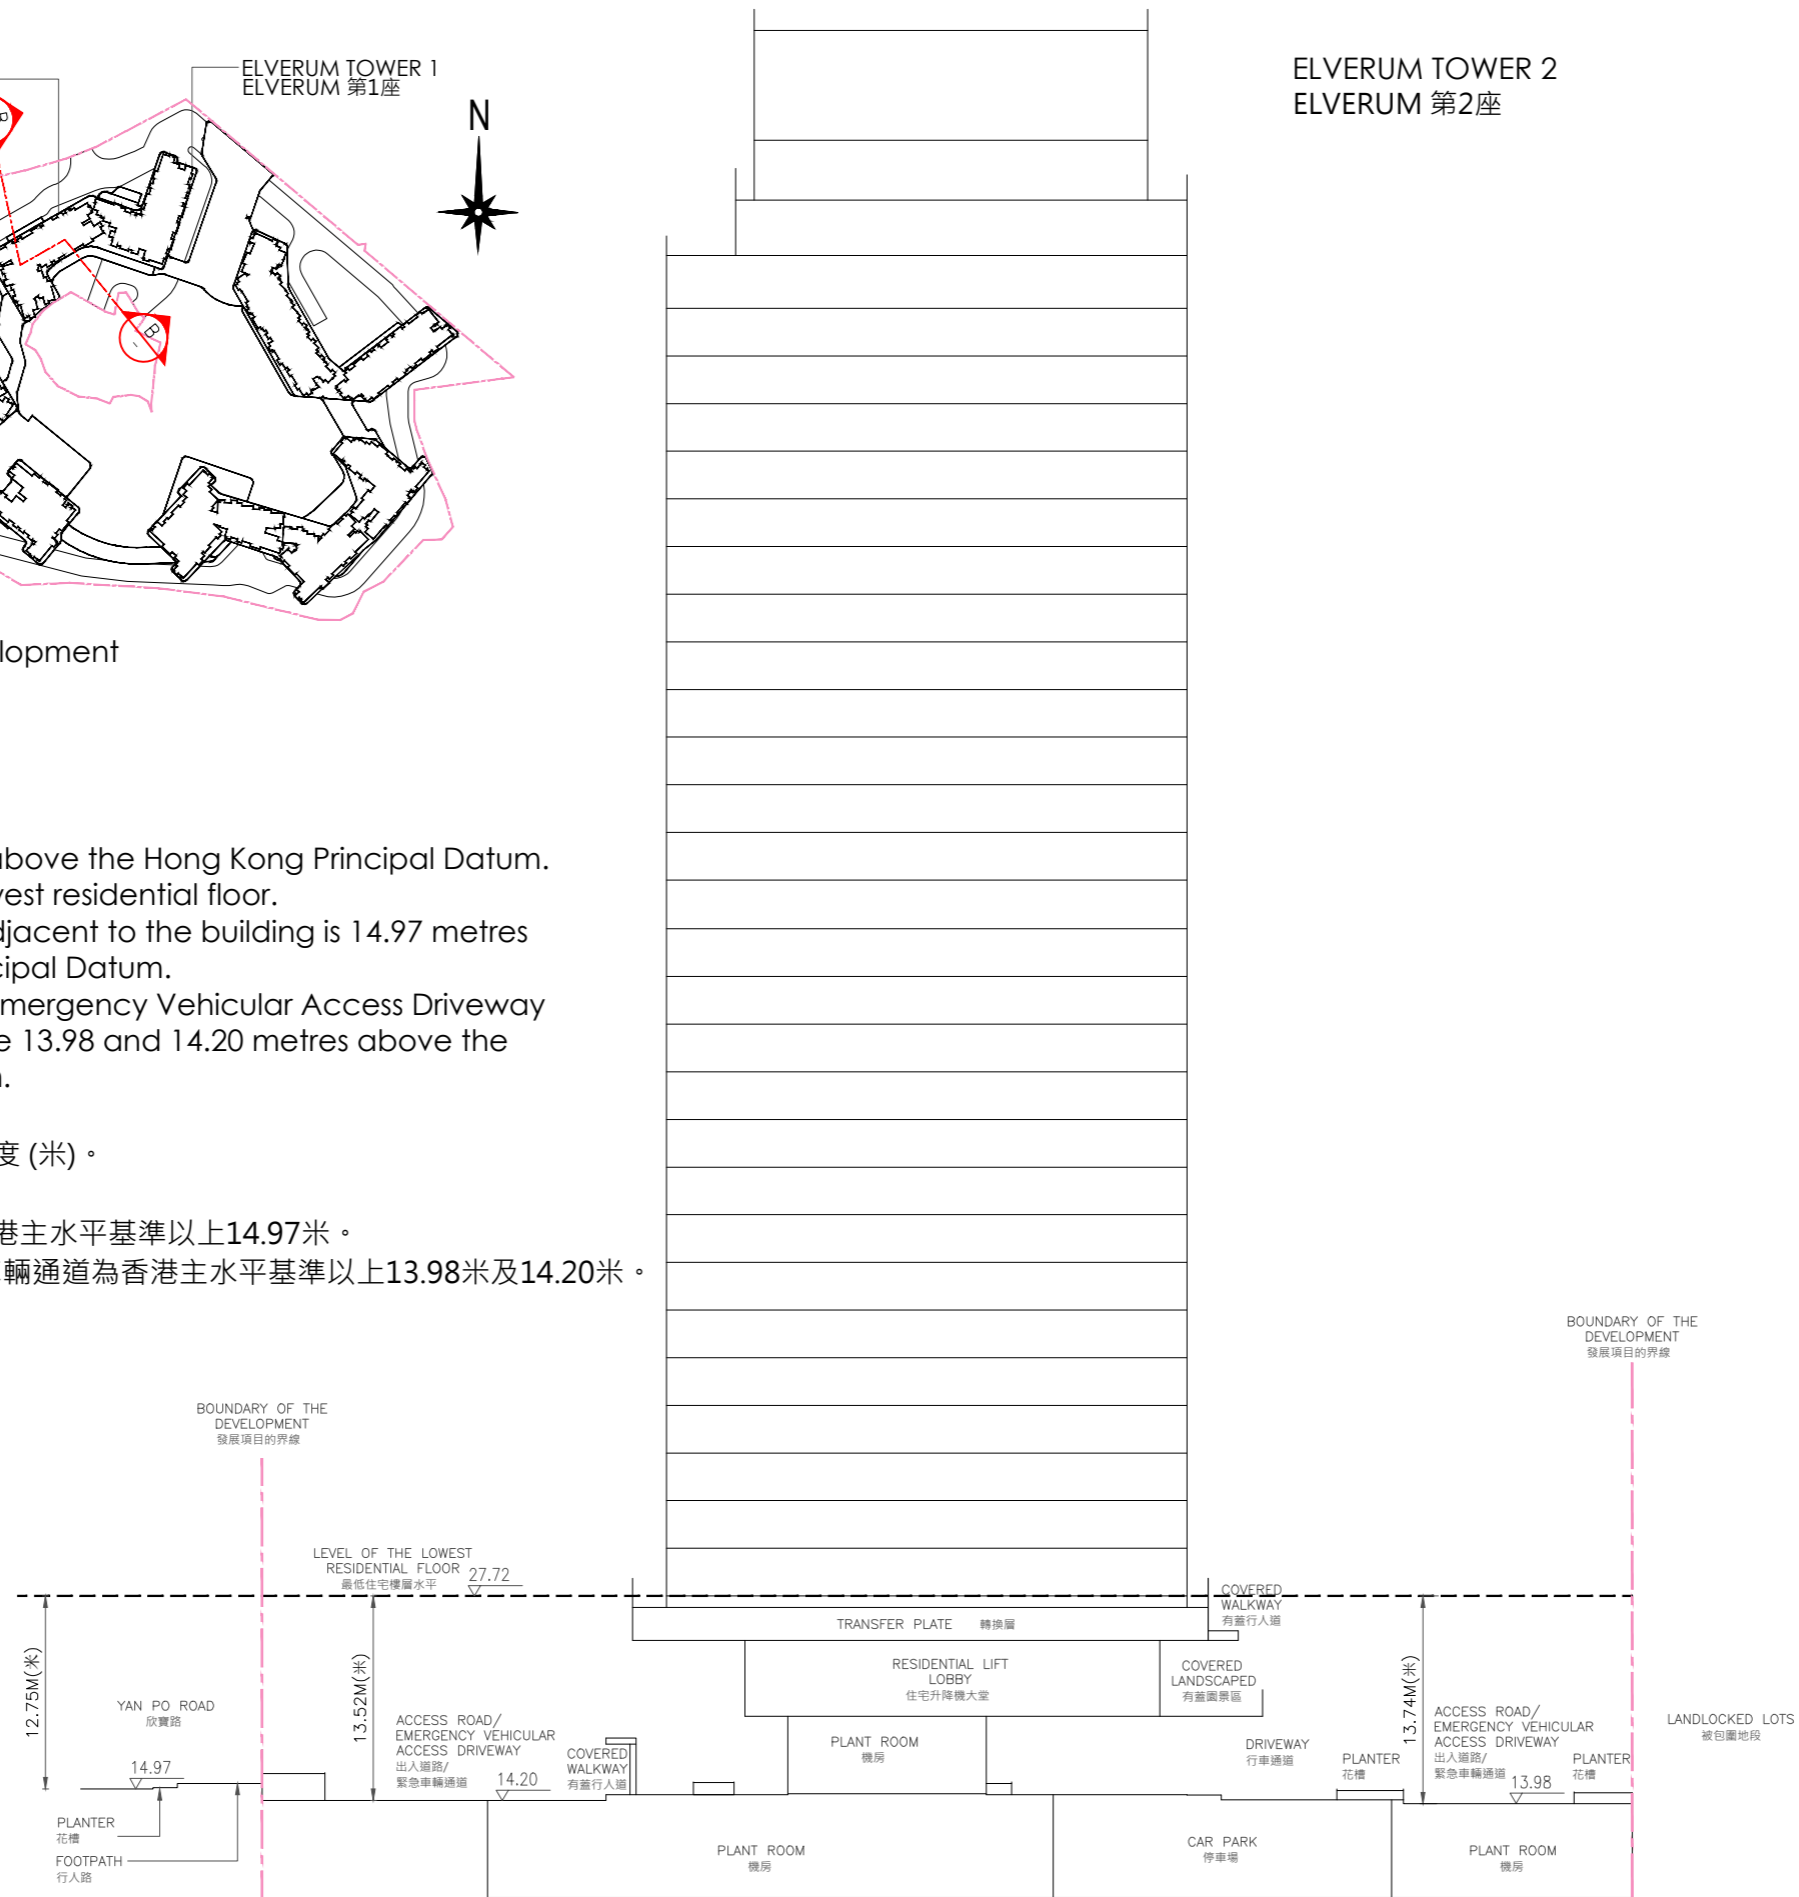 ELVERUM TOWER 1
ELVERUM 第1座
N
ELVERUM TOWER 2
ELVERUM 第2座
B
lopment
above the Hong Kong Principal Datum.
vest residential floor.
djacent to the building is 14.97 metres
cipal Datum.
mergency Vehicular Access Driveway
e 13.98 and 14.20 metres above the
度 (米)。
港主水平基準以上14.97米。
輛通道為香港主水平基準以上13.98米及14.20米。
BOUNDARY OF THE
DEVELOPMENT
發展項目的界線
BOUNDARY OF THE
DEVELOPMENT
發展項目的界線
LEVEL OF THE LOWEST
RESIDENTIAL FLOOR
最低住宅樓層水平
27.72
TRANSFER PLATE 轉換層
COVERED
WALKWAY
有蓋行人道
RESIDENTIAL LIFT
LOBBY
住宅升降機大堂
COVERED
LANDSCAPED
有蓋園景區
12.75M(米)
YAN PO ROAD
欣寶路
14.97
PLANTER
花槽
FOOTPATH
行人路
13.52M(米)
ACCESS ROAD/
EMERGENCY VEHICULAR
ACCESS DRIVEWAY
出入道路/
緊急車輛通道
14.20
COVERED
WALKWAY
有蓋行人道
PLANT ROOM
機房
DRIVEWAY
行車通道
PLANTER
花槽
13.74M(米)
ACCESS ROAD/
EMERGENCY VEHICULAR
ACCESS DRIVEWAY
出入道路/
緊急車輛通道
13.98
PLANTER
花槽
LANDLOCKED LOTS
被包圍地段
PLANT ROOM
機房
CAR PARK
停車場
PLANT ROOM
機房